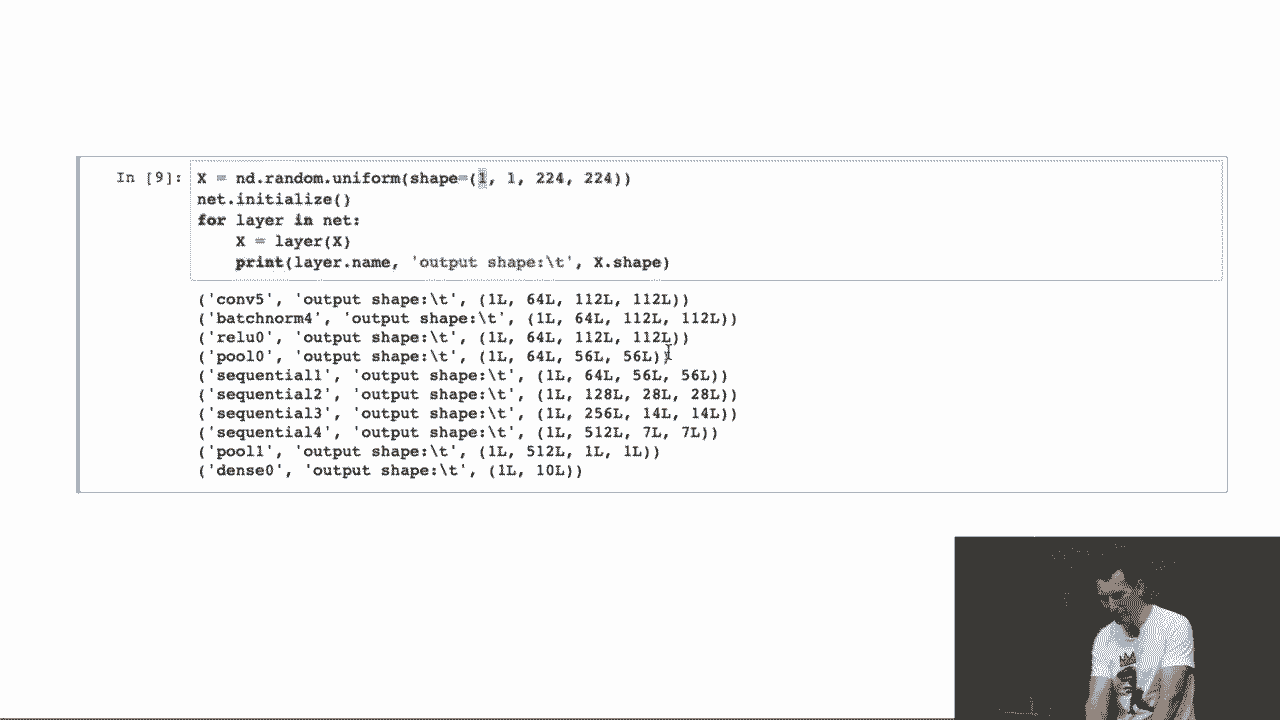 In [9]: X = nd.random.uniform(shape=(1, 1, 224, 224))
net.initialize()
for layer in net:
    X = layer(X)
    print(layer.name, 'output shape:\t', X.shape)
('conv5', 'output shape:\t', (1L, 64L, 112L, 112L))
('batchnorm4', 'output shape:\t', (1L, 64L, 112L, 112L))
('relu0', 'output shape:\t', (1L, 64L, 112L, 112L))
('pool0', 'output shape:\t', (1L, 64L, 56L, 56L))
('sequential1', 'output shape:\t', (1L, 64L, 56L, 56L))
('sequential2', 'output shape:\t', (1L, 128L, 28L, 28L))
('sequential3', 'output shape:\t', (1L, 256L, 14L, 14L))
('sequential4', 'output shape:\t', (1L, 512L, 7L, 7L))
('pool1', 'output shape:\t', (1L, 512L, 1L, 1L))
('dense0', 'output shape:\t', (1L, 10L))